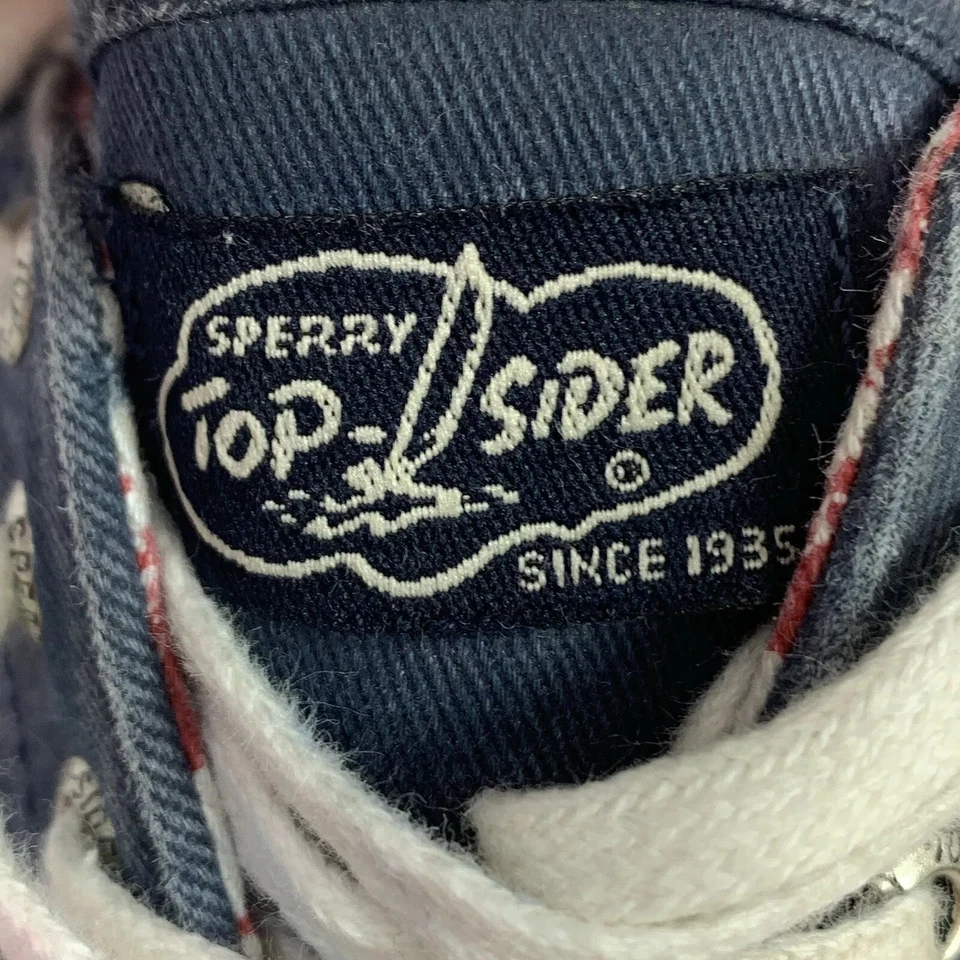 SPERRY
TOP-SIDER
®
SINCE 1935